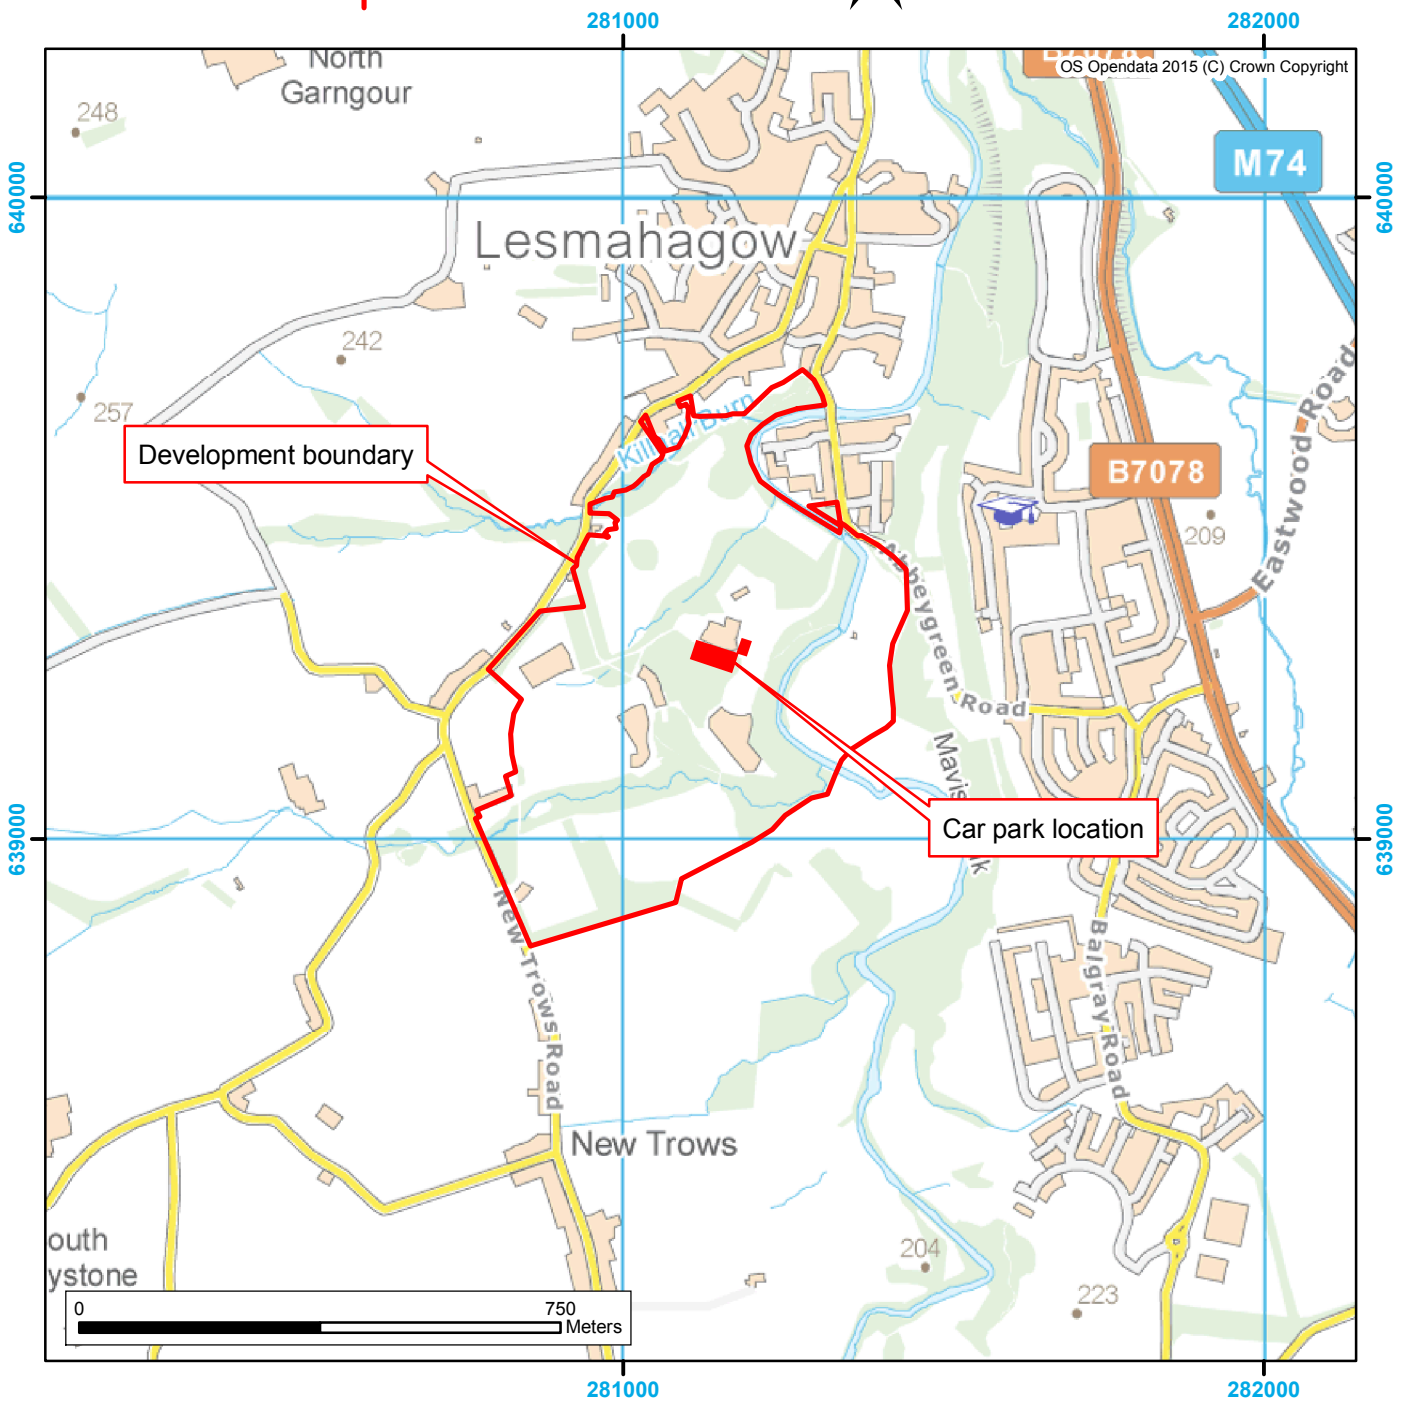 281000
282000
OS Opendata 2015 (C) Crown Copyright
North
Garngour
248
M74
640000
640000
Lesmahagow
242
257
Burn
Eastwood Road
Development boundary
B7078
209
Abbeygreen Road
Car park location
639000
639000
New Trows Road
Balgray Road
New Trows
outh
ystone
204
223
0
750
Meters
281000
282000